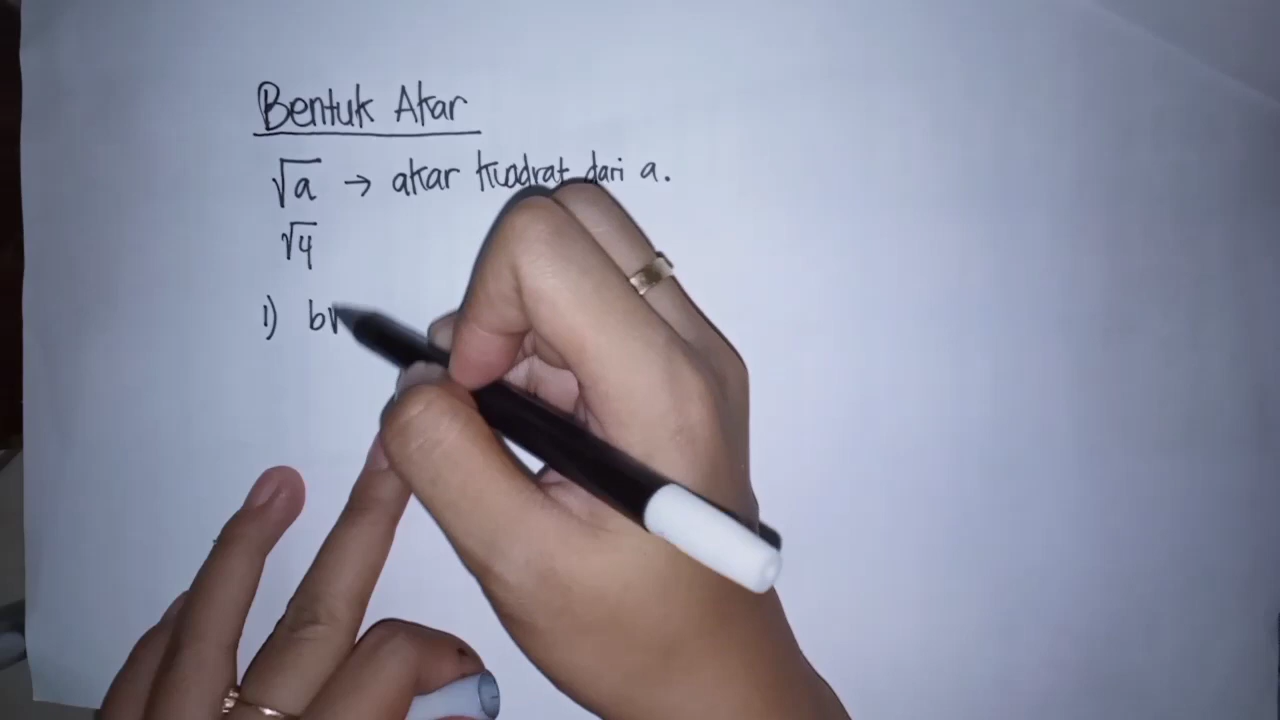 Bentuk Akar
√a → akar kuadrat dari a.
√4
1) b√